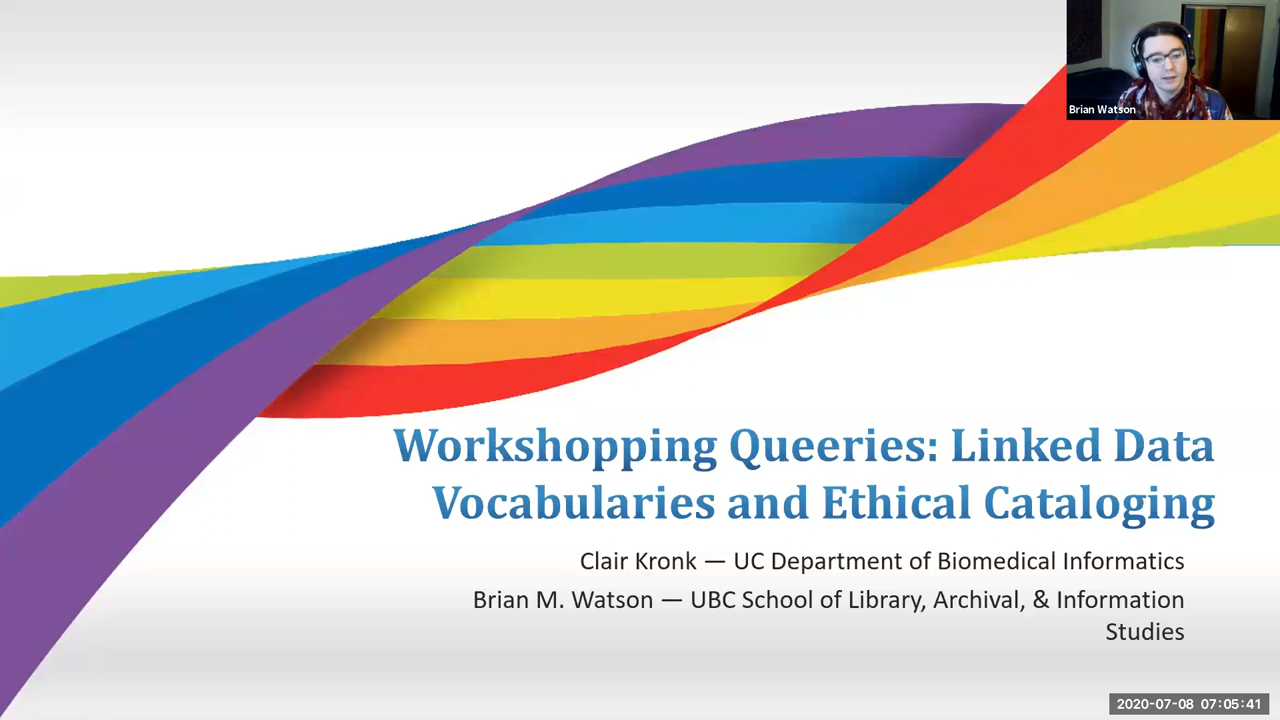 Brian Watson
Workshopping Queeries: Linked Data
Vocabularies and Ethical Cataloging
Clair Kronk — UC Department of Biomedical Informatics
Brian M. Watson — UBC School of Library, Archival, & Information
Studies
2020-07-08 07:05:41